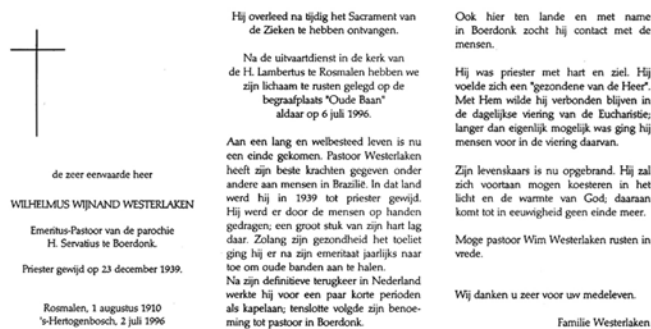 de zeer eerwaarde heer
WILHELMUS WIJNAND WESTERLAKEN
Emeritus-Pastoor van de parochie
H. Servatius te Boerdonk.
Priester gewijd op 23 december 1939.
Rosmalen, 1 augustus 1910
's-Hertogenbosch, 2 juli 1996
Hij overleed na tijdig het Sacrament van
de Zieken te hebben ontvangen.
Na de uitvaartdienst in de kerk van
de H. Lambertus te Rosmalen hebben we
zijn lichaam te rusten gelegd op de
begraafplaats "Oude Baan"
aldaar op 6 juli 1996.
Aan een lang en welbesteed leven is nu
een einde gekomen. Pastoor Westerlaken
heeft zijn beste krachten gegeven onder
andere aan mensen in Brazilië. In dat land
werd hij in 1939 tot priester gewijd.
Hij werd er door de mensen op handen
gedragen; een groot stuk van zijn hart lag
daar. Zolang zijn gezondheid het toeliet
ging hij er na zijn emeritaat jaarlijks naar
toe om oude banden aan te halen.
Na zijn definitieve terugkeer in Nederland
werkte hij voor een paar korte perioden
als kapelaan; tenslotte volgde zijn benoe-
ming tot pastoor in Boerdonk.
Ook hier ten lande en met name
in Boerdonk zocht hij contact met de
mensen.
Hij was priester met hart en ziel. Hij
voelde zich een "gezondene van de Heer".
Met Hem wilde hij verbonden blijven in
de dagelijkse viering van de Eucharistie;
langer dan eigenlijk mogelijk was ging hij
mensen voor in de viering daarvan.
Zijn levenskaars is nu opgebrand. Hij zal
zich voortaan mogen koesteren in het
licht en de warmte van God; daaraan
komt tot in eeuwigheid geen einde meer.
Moge pastoor Wim Westerlaken rusten in
vrede.
Wij danken u zeer voor uw medeleven.
Familie Westerlaken